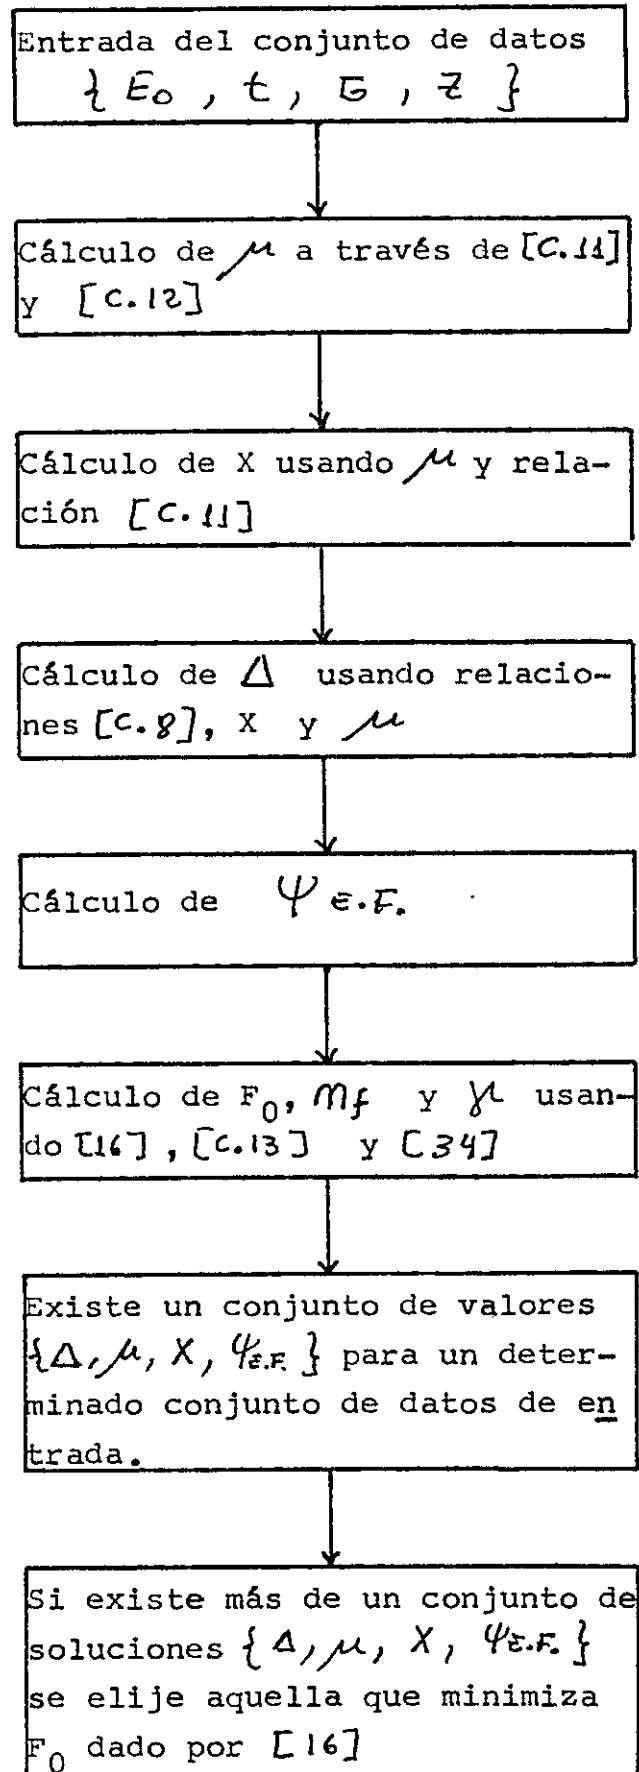 Entrada del conjunto de datos
{ E₀ , t , G , Z }
Cálculo de μ a través de [C.11]
y [C.12]
Cálculo de X usando μ y rela-
ción [C.11]
Cálculo de Δ usando relacio-
nes [C.8], X y μ
Cálculo de Ψ E.F.
Cálculo de F₀, mf y γ usan-
do [16], [C.13] y [34]
Existe un conjunto de valores
{Δ, μ, X, Ψ E.F. } para un deter-
minado conjunto de datos de en
trada.
Si existe más de un conjunto de
soluciones { Δ, μ, X, Ψ E.F. }
se elije aquella que minimiza
F₀ dado por [16]